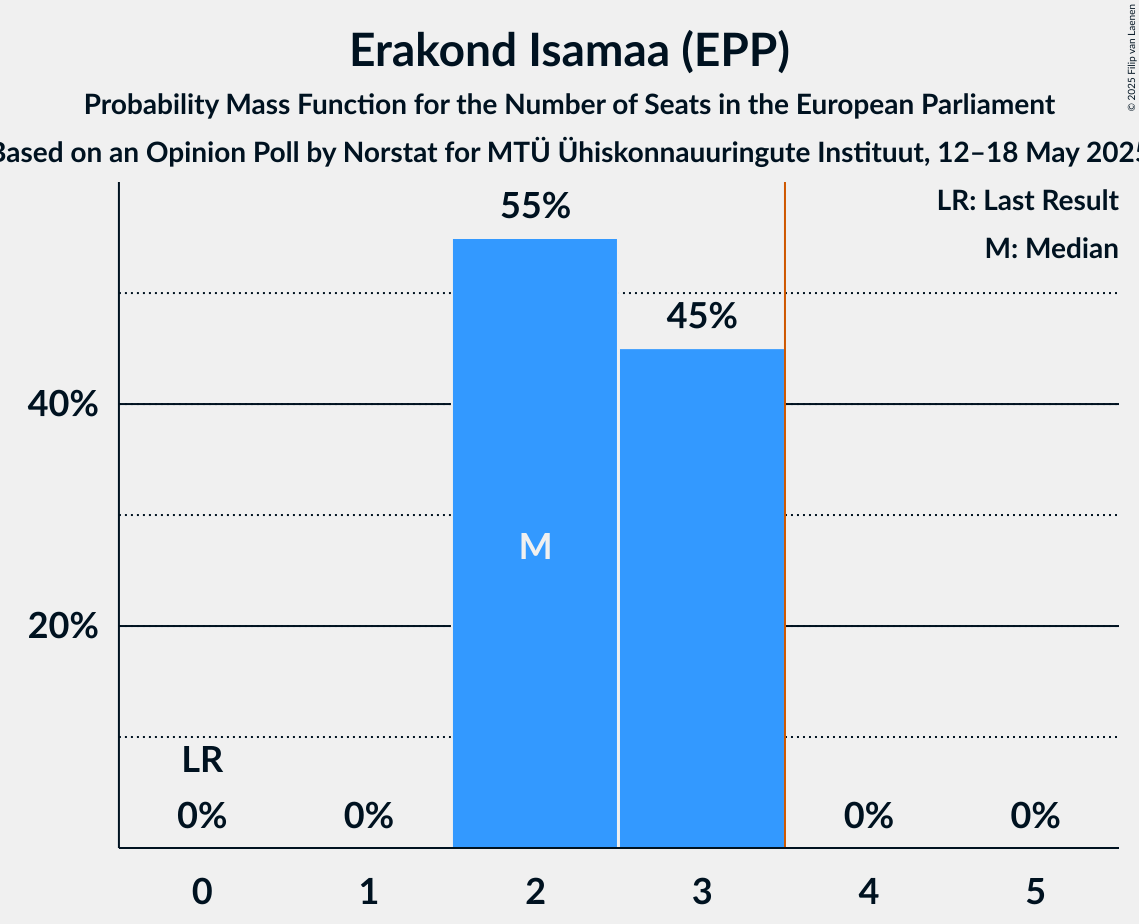 Erakond Isamaa (EPP)
Probability Mass Function for the Number of Seats in the European Parliament
Based on an Opinion Poll by Norstat for MTÜ Ühiskonnauuringute Instituut, 12–18 May 2025
© 2025 Filip van Laenen
LR: Last Result
M: Median
55%
45%
40%
M
20%
LR
0%
0%
0%
0%
0
1
2
3
4
5